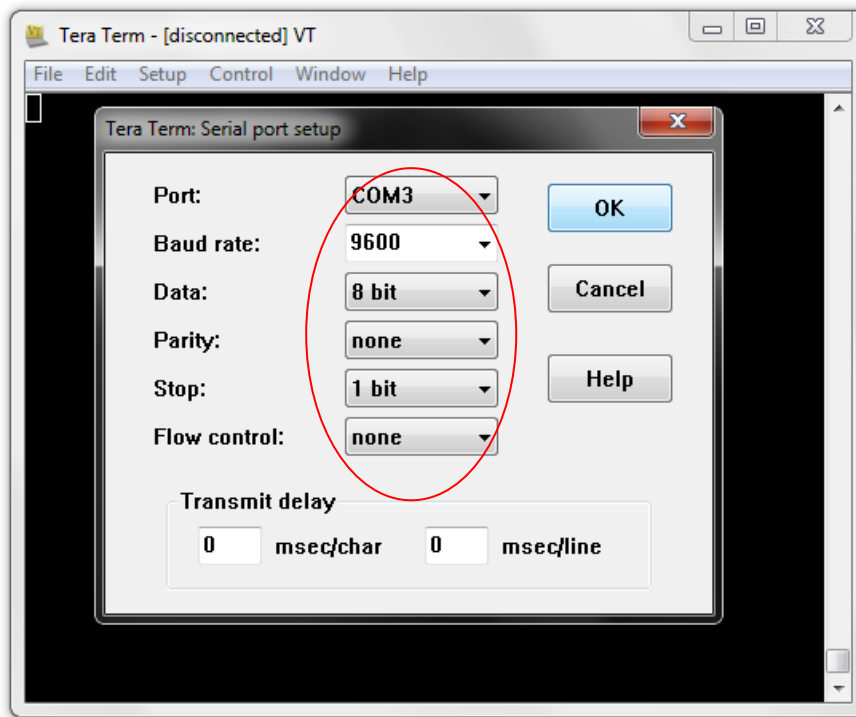 Tera Term - [disconnected] VT
File Edit Setup Control Window Help
Tera Term: Serial port setup
Port: COM3
OK
Baud rate: 9600
Data: 8 bit
Cancel
Parity: none
Stop: 1 bit
Help
Flow control: none
Transmit delay
0 msec/char 0 msec/line